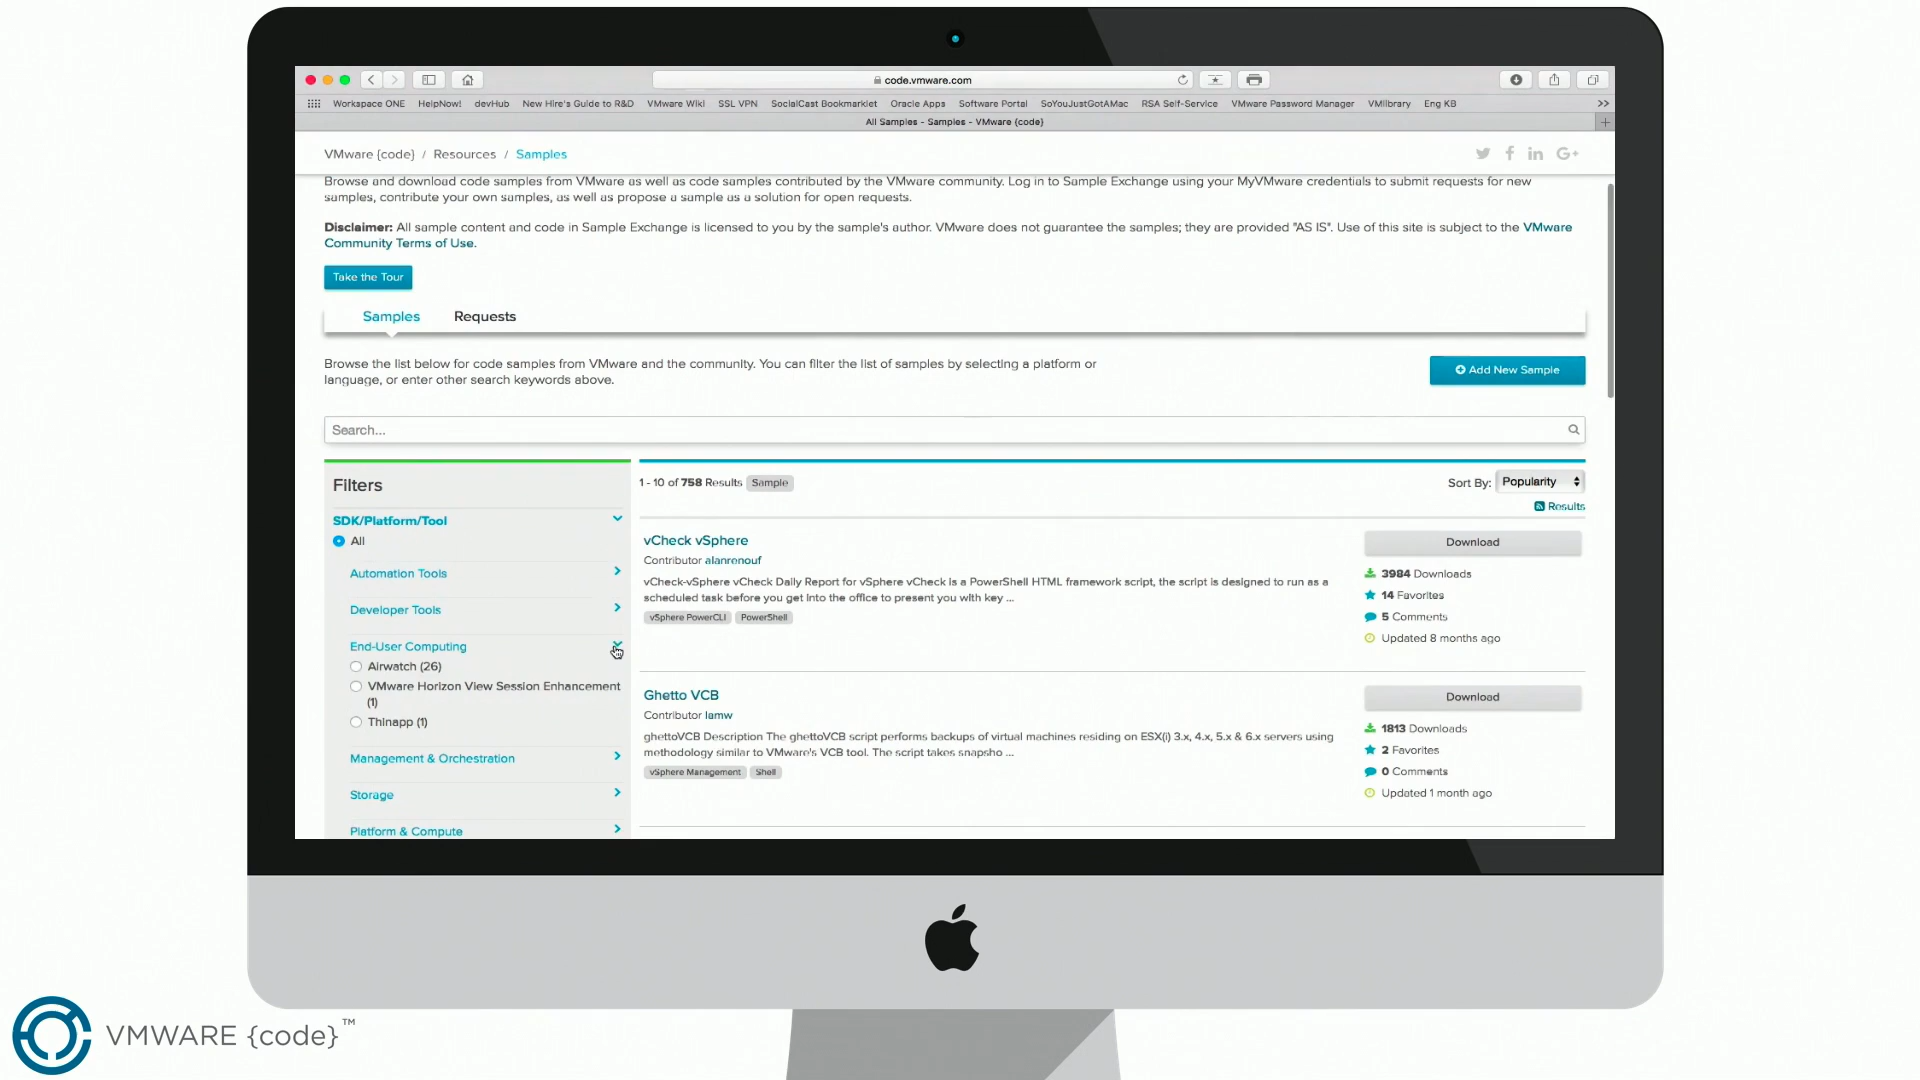 code.vmware.com
Workspace ONE HelpNow! devHub New Hire's Guide to R&D VMware Wiki SSL VPN SocialCast Bookmarklet Oracle Apps Software Portal SoYouJustGotAMac RSA Self-Service VMware Password Manager VMlibrary Eng KB >>
All Samples - Samples - VMware {code}
VMware {code} / Resources / Samples
Browse and download code samples from VMware as well as code samples contributed by the VMware community. Log in to Sample Exchange using your MyVMware credentials to submit requests for new
samples, contribute your own samples, as well as propose a sample as a solution for open requests.
Disclaimer: All sample content and code in Sample Exchange is licensed to you by the sample's author. VMware does not guarantee the samples; they are provided "AS IS". Use of this site is subject to the VMware
Community Terms of Use.
Take the Tour
Samples Requests
Browse the list below for code samples from VMware and the community. You can filter the list of samples by selecting a platform or
language, or enter other search keywords above.
Add New Sample
Search...
Filters
SDK/Platform/Tool
All
Automation Tools
Developer Tools
End-User Computing
Airwatch (26)
VMware Horizon View Session Enhancement
(1)
Thinapp (1)
Management & Orchestration
Storage
Platform & Compute
1 - 10 of 758 Results Sample
Sort By: Popularity
Results
vCheck vSphere
Contributor alanrenouf
vCheck-vSphere vCheck Daily Report for vSphere vCheck is a PowerShell HTML framework script, the script is designed to run as a
scheduled task before you get into the office to present you with key ...
vSphere PowerCLI PowerShell
Download
3984 Downloads
14 Favorites
5 Comments
Updated 8 months ago
Ghetto VCB
Contributor lamw
ghettoVCB Description The ghettoVCB script performs backups of virtual machines residing on ESX(i) 3.x, 4.x, 5.x & 6.x servers using
methodology similar to VMware's VCB tool. The script takes snapsho ...
vSphere Management Shell
Download
1813 Downloads
2 Favorites
0 Comments
Updated 1 month ago
VMWARE {code}™